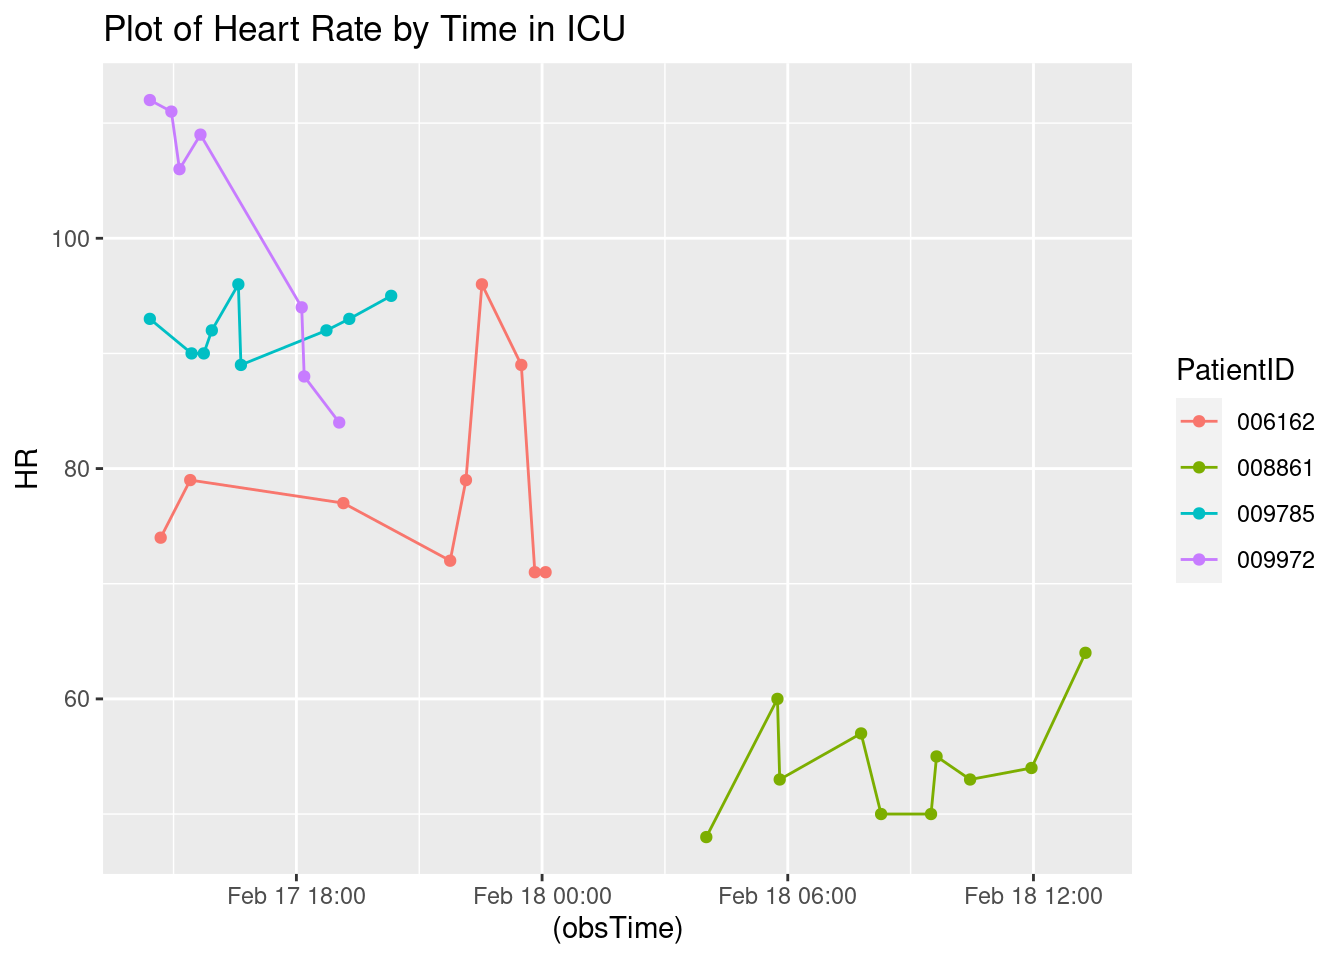 Plot of Heart Rate by Time in ICU
HR
100
80
60
Feb 17 18:00
Feb 18 00:00
Feb 18 06:00
Feb 18 12:00
(obsTime)
PatientID
006162
008861
009785
009972